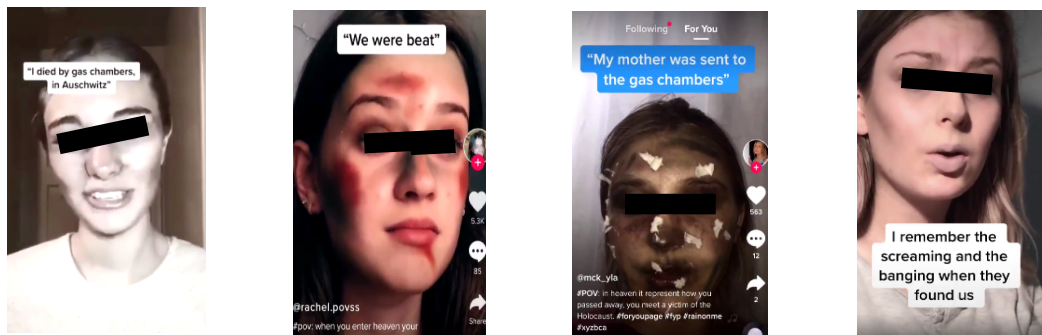 “I died by gas chambers,
in Auschwitz”
“We were beat”
5.3K
85
Share
@rachel.povss
#pov: when you enter heaven your
Following
For You
“My mother was sent to
the gas chambers”
563
12
2
@mck_yla
#POV: in heaven it represent how you
passed away, you meet a victim of the
Holocaust. #foryoupage #fyp #rainonme
#xyzbca
I remember the
screaming and the
banging when they
found us